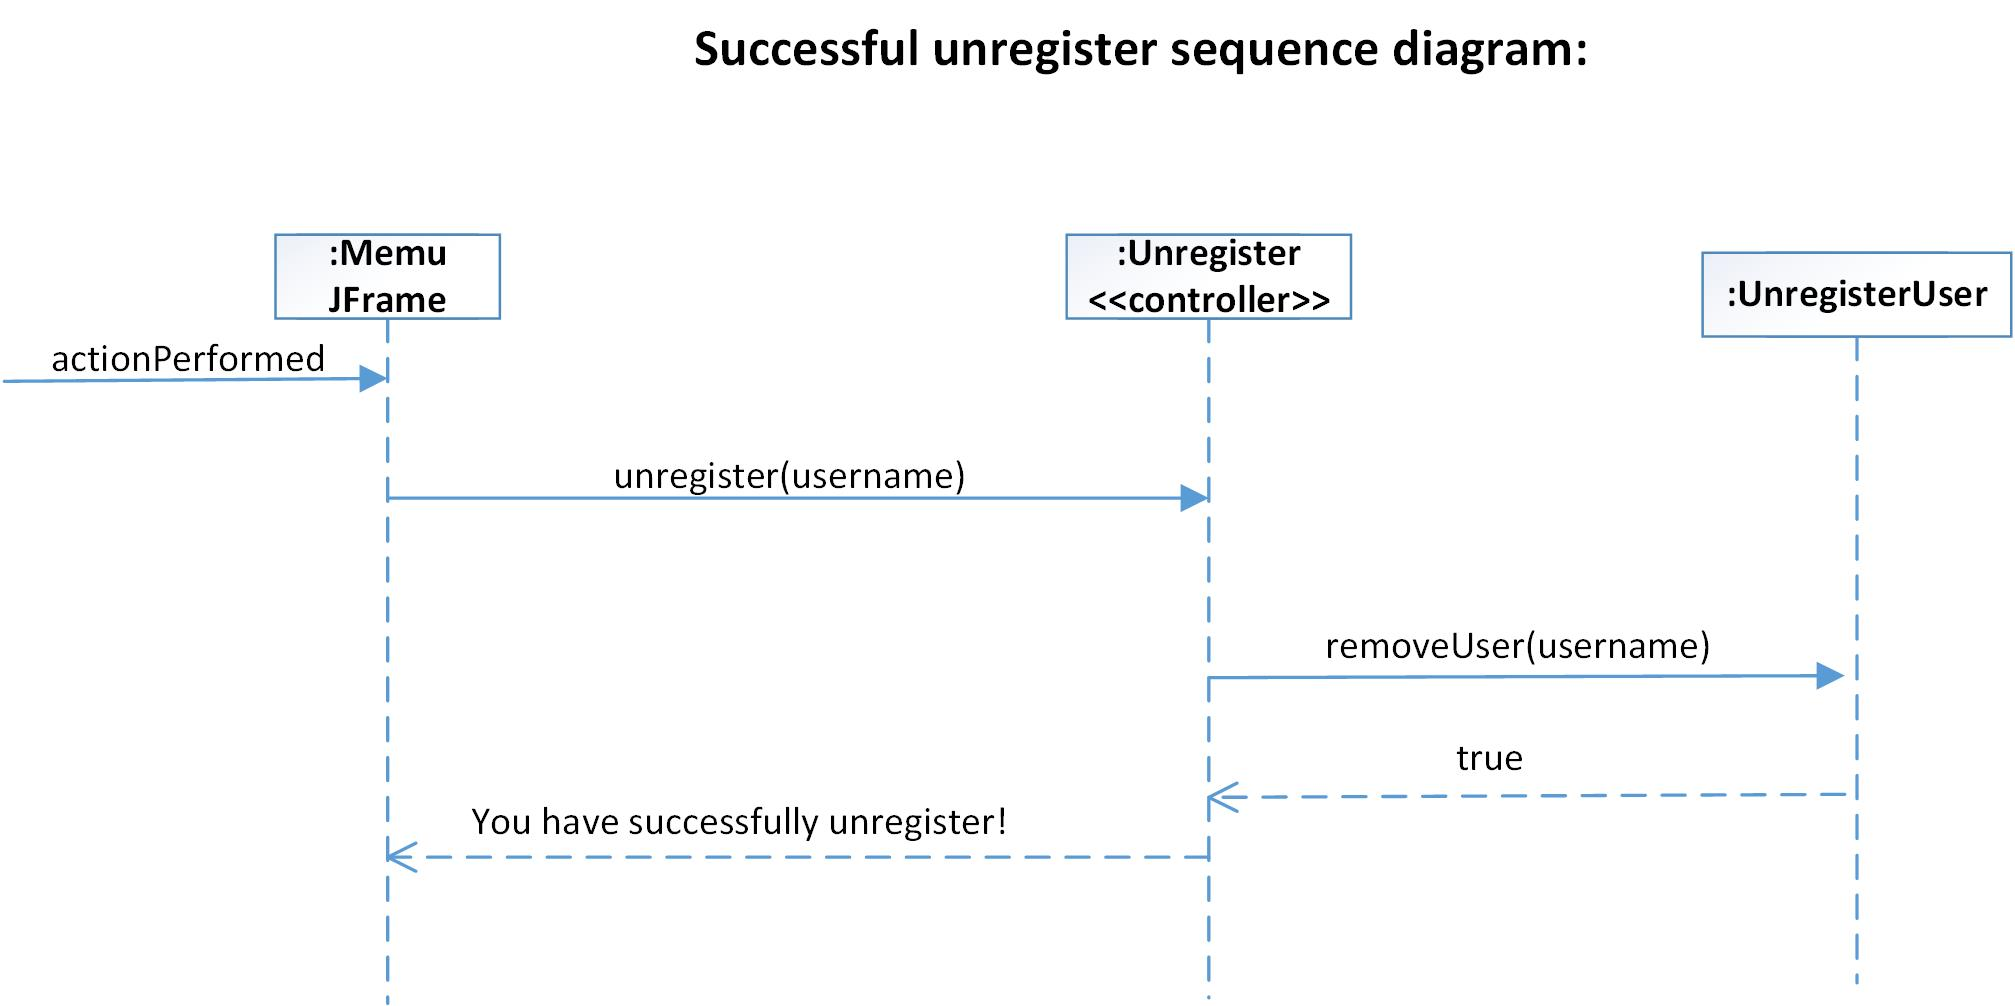 Successful unregister sequence diagram:
:Memu
JFrame
:Unregister
<<controller>>
:UnregisterUser
actionPerformed
unregister(username)
removeUser(username)
true
You have successfully unregister!